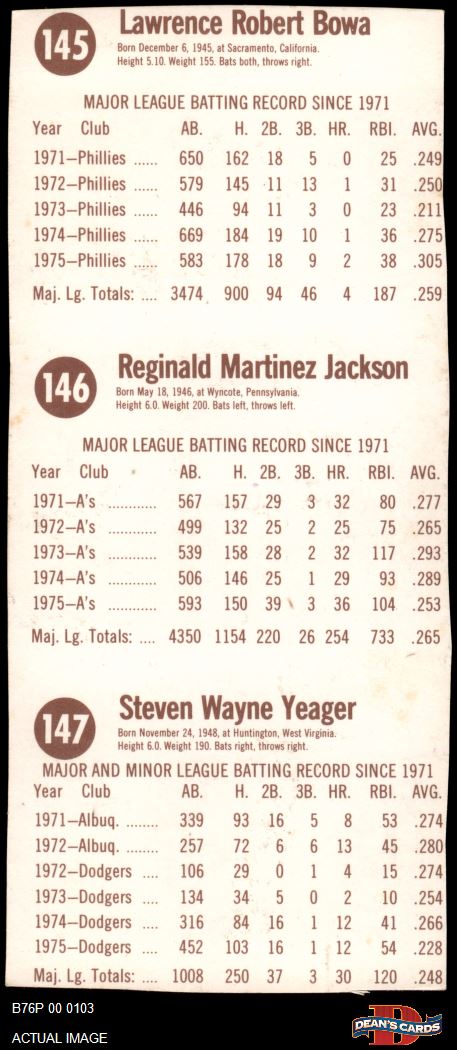 145
Lawrence Robert Bowa
Born December 6, 1945, at Sacramento, California.
Height 5.10. Weight 155. Bats both, throws right.
MAJOR LEAGUE BATTING RECORD SINCE 1971
Year Club AB. H. 2B. 3B. HR. RBI. AVG.
1971—Phillies ...... 650 162 18 5 0 25 .249
1972—Phillies ..... 579 145 11 13 1 31 .250
1973—Phillies ..... 446 94 11 3 0 23 .211
1974—Phillies ..... 669 184 19 10 1 36 .275
1975—Phillies ..... 583 178 18 9 2 38 .305
Maj. Lg. Totals: .... 3474 900 94 46 4 187 .259
146
Reginald Martinez Jackson
Born May 18, 1946, at Wyncote, Pennsylvania.
Height 6.0. Weight 200. Bats left, throws left.
MAJOR LEAGUE BATTING RECORD SINCE 1971
Year Club AB. H. 2B. 3B. HR. RBI. AVG.
1971—A's ............ 567 157 29 3 32 80 .277
1972—A's ............ 499 132 25 2 25 75 .265
1973—A's ............ 539 158 28 2 32 117 .293
1974—A's ............ 506 146 25 1 29 93 .289
1975—A's ............ 593 150 39 3 36 104 .253
Maj. Lg. Totals: .... 4350 1154 220 26 254 733 .265
147
Steven Wayne Yeager
Born November 24, 1948, at Huntington, West Virginia.
Height 6.0. Weight 190. Bats right, throws right.
MAJOR AND MINOR LEAGUE BATTING RECORD SINCE 1971
Year Club AB. H. 2B. 3B. HR. RBI. AVG.
1971—Albuq. ........ 339 93 16 5 8 53 .274
1972—Albuq. ........ 257 72 6 6 13 45 .280
1972—Dodgers .... 106 29 0 1 4 15 .274
1973—Dodgers .... 134 34 5 0 2 10 .254
1974—Dodgers .... 316 84 16 1 12 41 .266
1975—Dodgers .... 452 103 16 1 12 54 .228
Maj. Lg. Totals: .... 1008 250 37 3 30 120 .248
B76P 00 0103
ACTUAL IMAGE
D
DEAN'S CARDS